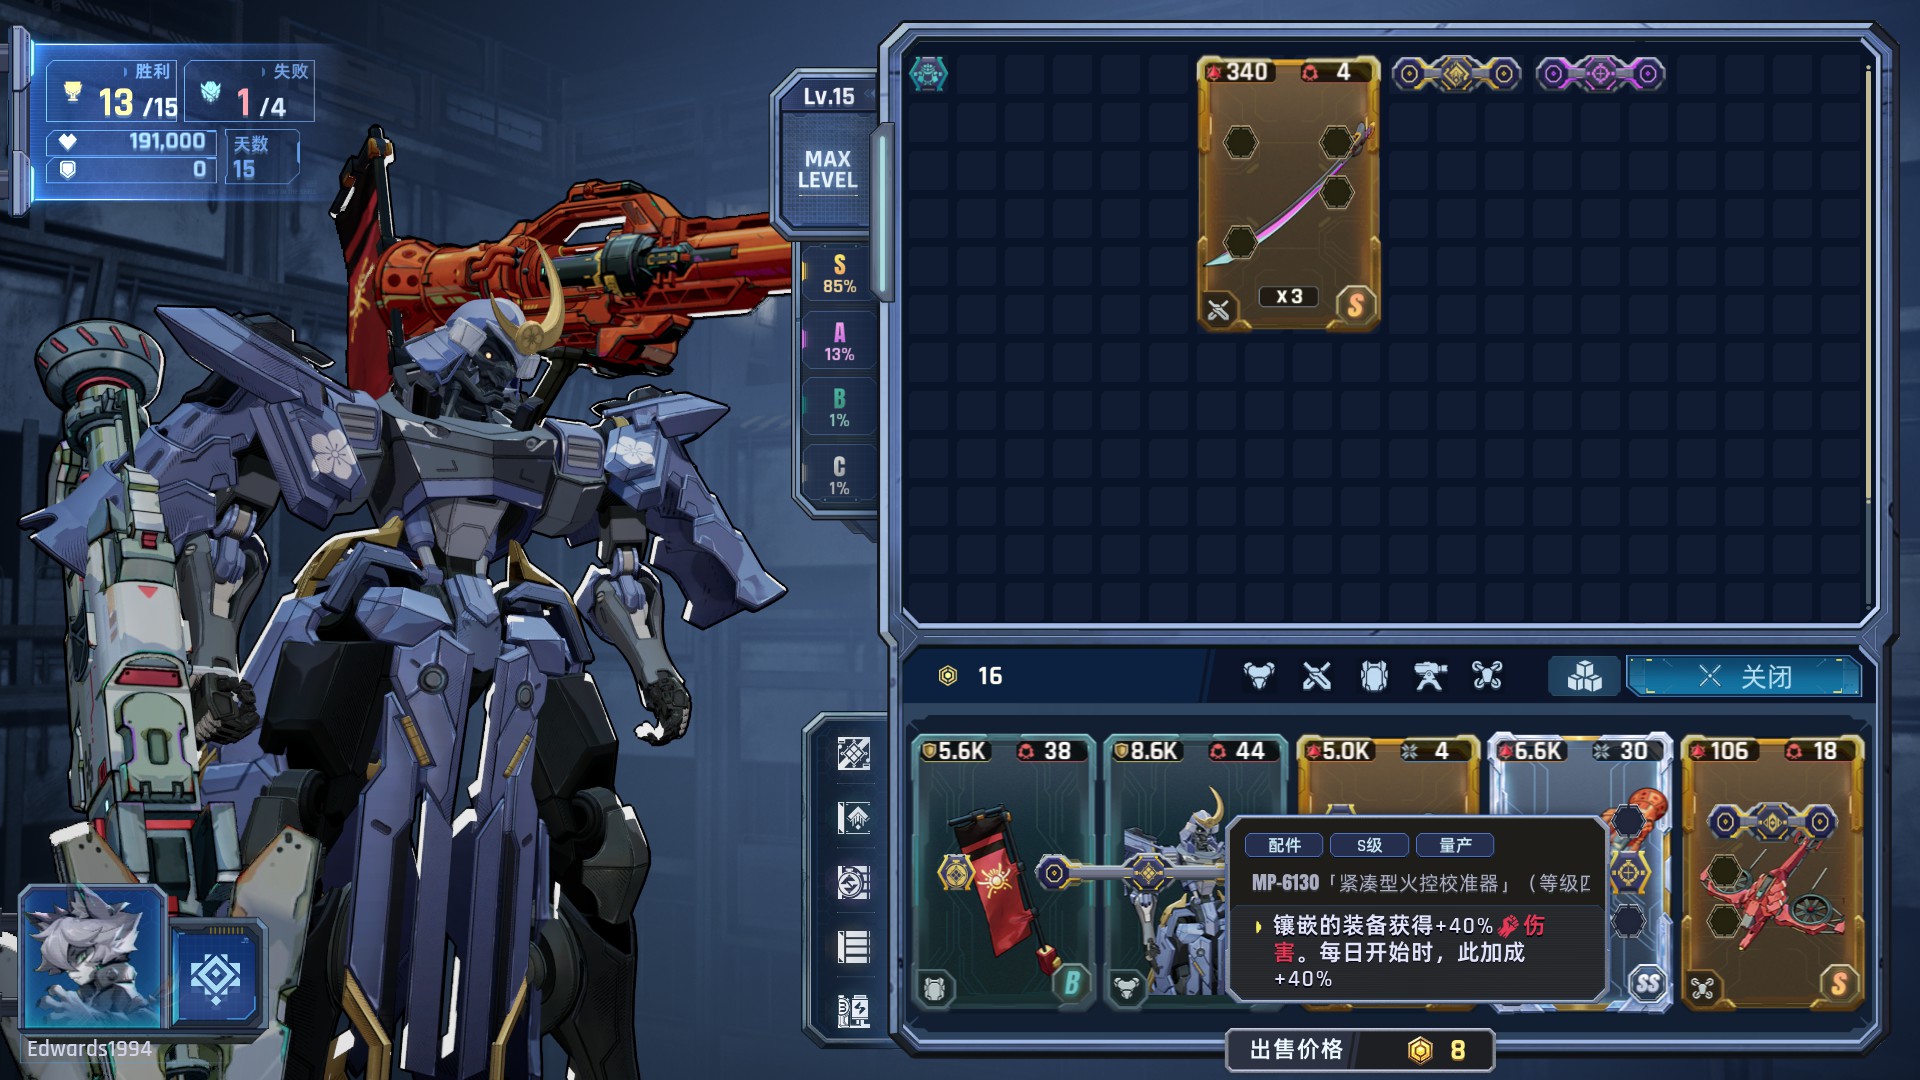 胜利
13 /15
失败
1 /4
191,000
0
天数
15
Lv.15
MAX
LEVEL
S
85%
A
13%
B
1%
C
1%
340
4
x 3
S
16
关闭
5.6K
38
B
8.6K
44
5.0K
4
6.6K
30
SS
106
18
S
配件
S级
量产
MP-6130「紧凑型火控校准器」（等级
镶嵌的装备获得+40%伤
害。每日开始时，此加成
+40%
出售价格
8
Edwards1994